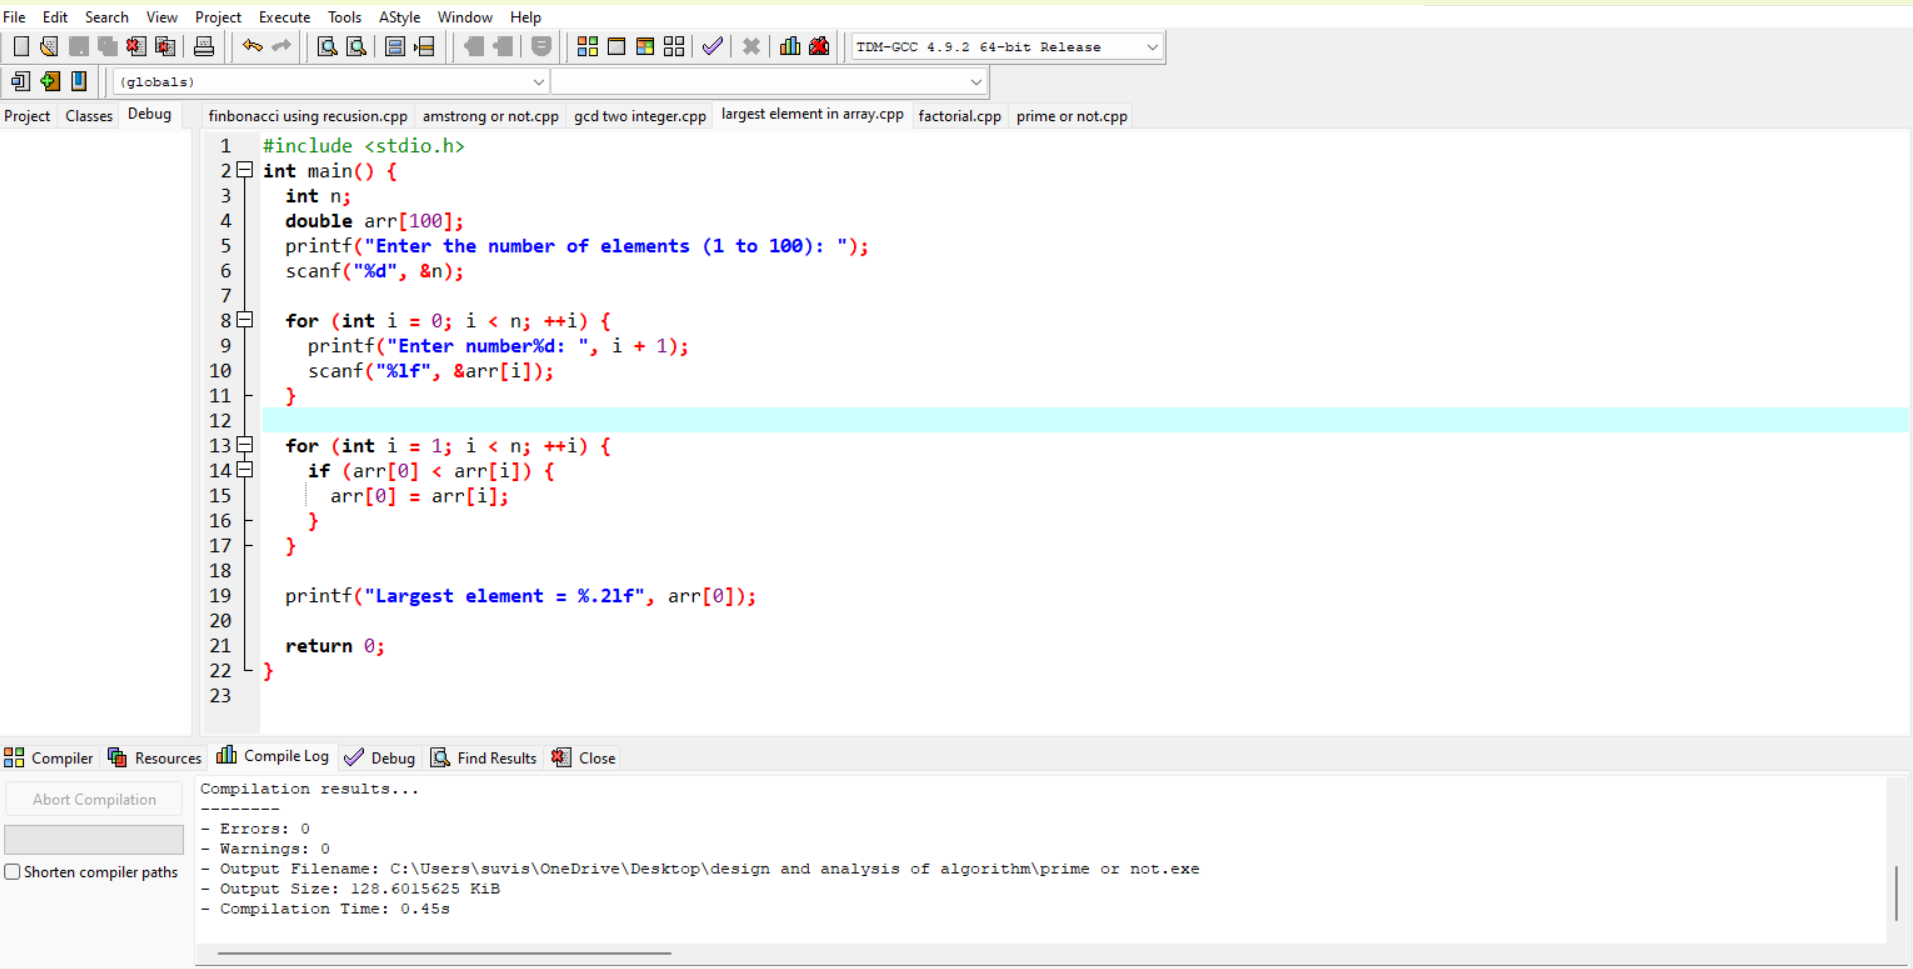 File Edit Search View Project Execute Tools AStyle Window Help
TDM-GCC 4.9.2 64-bit Release
(globals)
Project Classes Debug finbonacci using recusion.cpp amstrong or not.cpp gcd two integer.cpp largest element in array.cpp factorial.cpp prime or not.cpp
1 #include <stdio.h>
2 int main() {
3 int n;
4 double arr[100];
5 printf("Enter the number of elements (1 to 100): ");
6 scanf("%d", &n);
7
8 for (int i = 0; i < n; ++i) {
9 printf("Enter number%d: ", i + 1);
10 scanf("%lf", &arr[i]);
11 }
12
13 for (int i = 1; i < n; ++i) {
14 if (arr[0] < arr[i]) {
15 arr[0] = arr[i];
16 }
17 }
18
19 printf("Largest element = %.2lf", arr[0]);
20
21 return 0;
22 }
23
Compiler Resources Compile Log Debug Find Results Close
Abort Compilation
Shorten compiler paths
Compilation results...
--------
- Errors: 0
- Warnings: 0
- Output Filename: C:\Users\suvis\OneDrive\Desktop\design and analysis of algorithm\prime or not.exe
- Output Size: 128.6015625 KiB
- Compilation Time: 0.45s